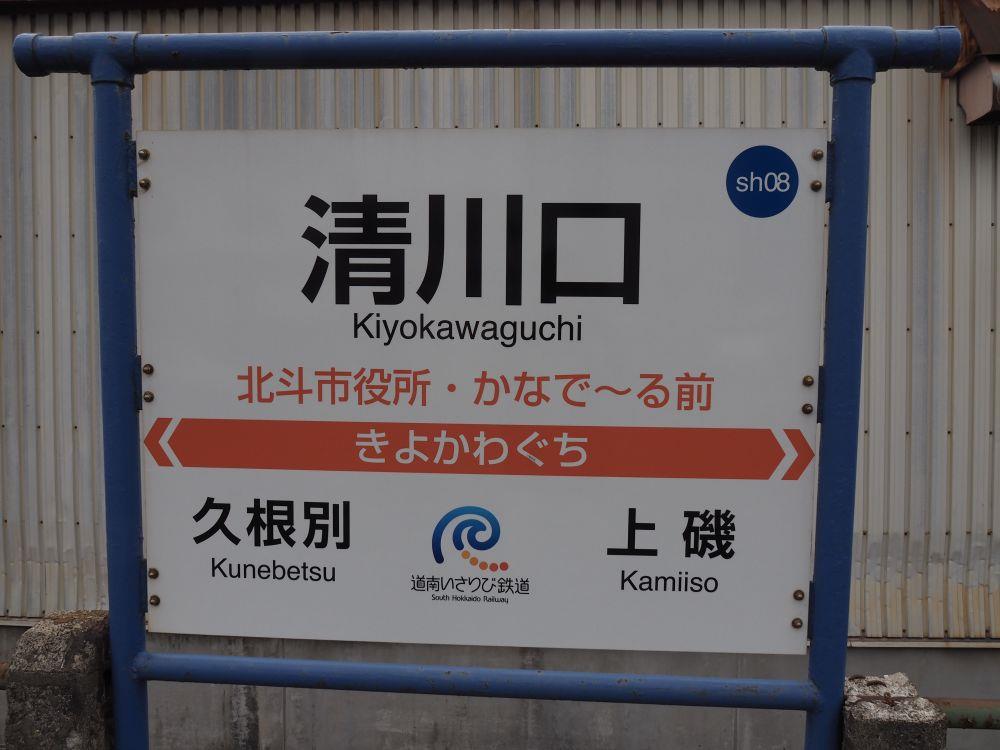 sh08
清川口
Kiyokawaguchi
北斗市役所・かなで〜る前
きよかわぐち
久根別
Kunebetsu
道南いさりび鉄道
South Hokkaido Railway
上磯
Kamiiso